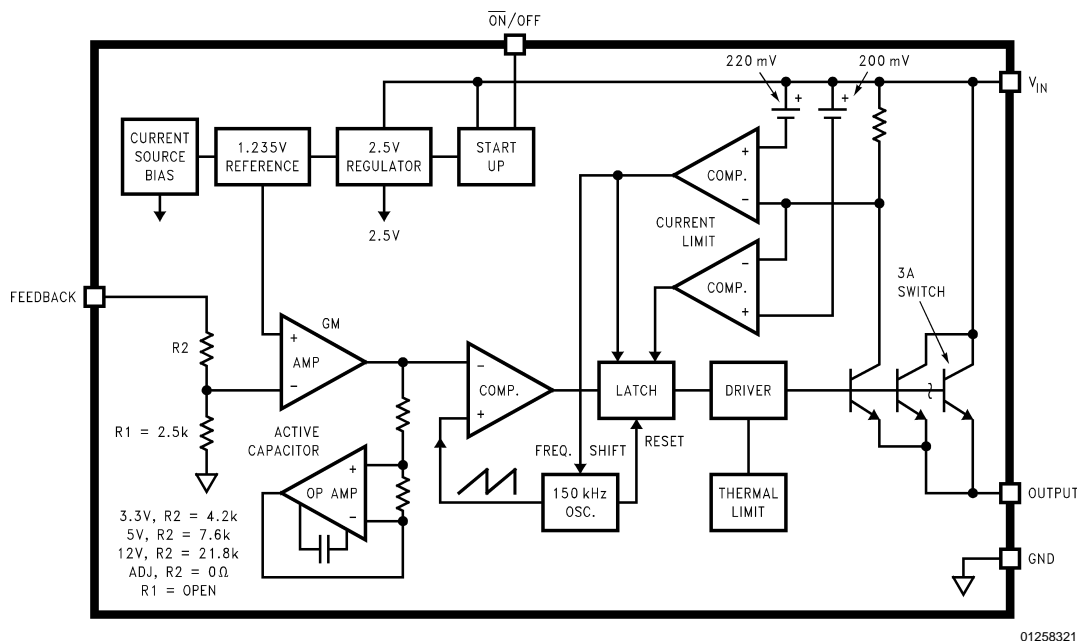 ON/OFF
220 mV
200 mV
+
+
VIN
CURRENT
SOURCE
BIAS
1.235V
REFERENCE
2.5V
REGULATOR
START
UP
2.5V
+
COMP.
−
CURRENT
LIMIT
−
COMP.
+
3A
SWITCH
FEEDBACK
R2
R1 = 2.5k
GM
+
AMP
−
−
COMP.
+
LATCH
DRIVER
ACTIVE
CAPACITOR
+
OP AMP
−
FREQ. SHIFT
RESET
150 kHz
OSC.
THERMAL
LIMIT
OUTPUT
GND
3.3V, R2 = 4.2k
5V, R2 = 7.6k
12V, R2 = 21.8k
ADJ, R2 = 0Ω
R1 = OPEN
01258321